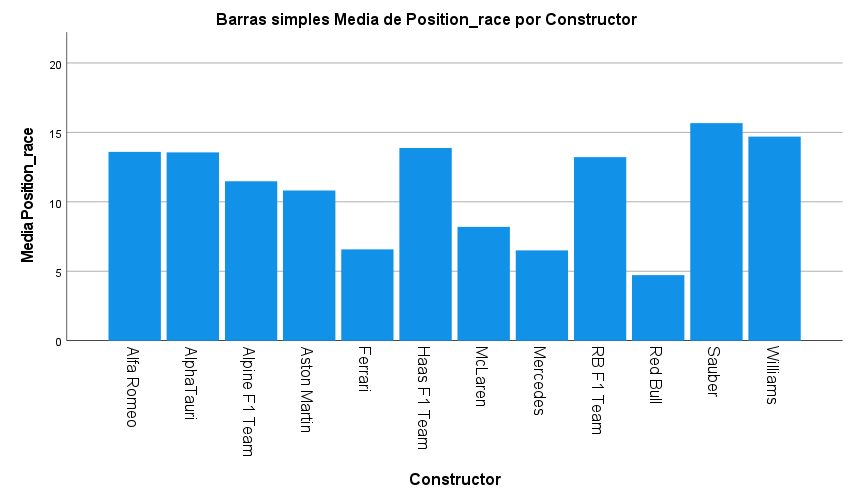 Barras simples Media de Position_race por Constructor
Media Position_race
20
15
10
5
0
Alfa Romeo
AlphaTauri
Alpine F1 Team
Aston Martin
Ferrari
Haas F1 Team
McLaren
Mercedes
RB F1 Team
Red Bull
Sauber
Williams
Constructor